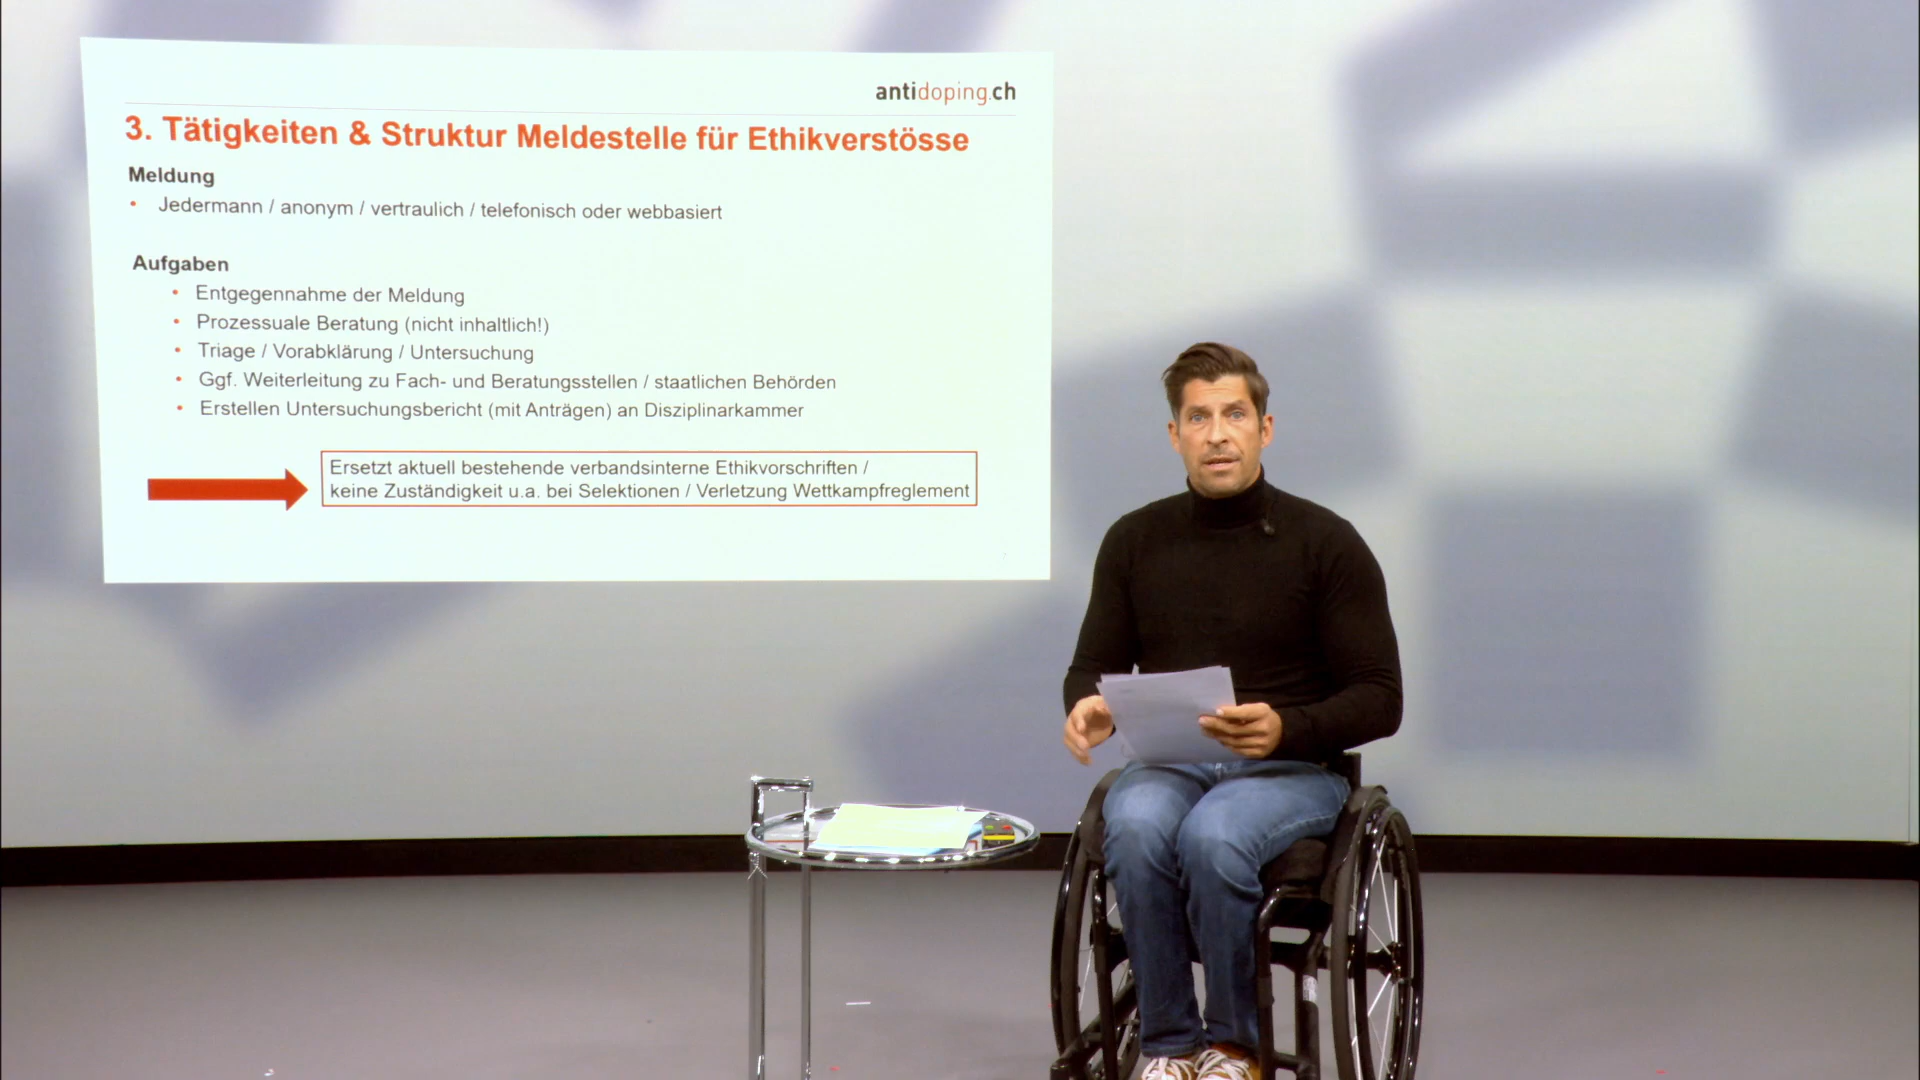 antidoping.ch
3. Tätigkeiten & Struktur Meldestelle für Ethikverstösse
Meldung
• Jedermann / anonym / vertraulich / telefonisch oder webbasiert
Aufgaben
• Entgegennahme der Meldung
• Prozessuale Beratung (nicht inhaltlich!)
• Triage / Vorabklärung / Untersuchung
• Ggf. Weiterleitung zu Fach- und Beratungsstellen / staatlichen Behörden
• Erstellen Untersuchungsbericht (mit Anträgen) an Disziplinarkammer
Ersetzt aktuell bestehende verbandsinterne Ethikvorschriften /
keine Zuständigkeit u.a. bei Selektionen / Verletzung Wettkampfreglement